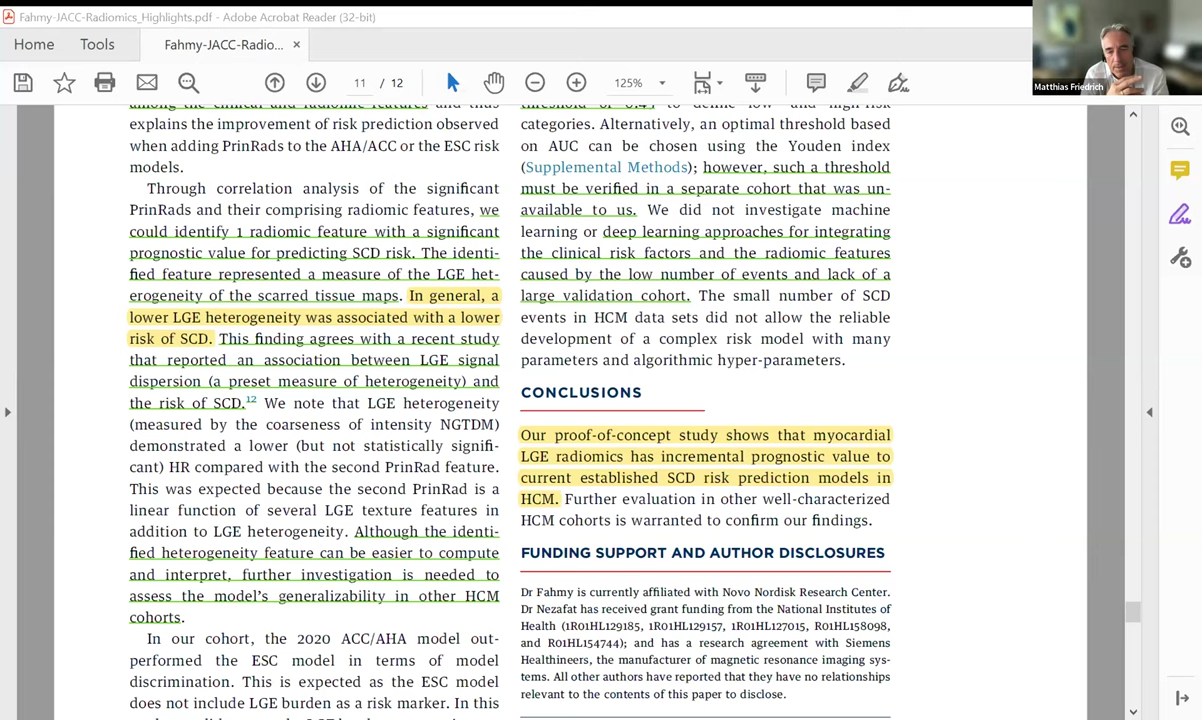 Fahmy-JACC-Radiomics_Highlights.pdf - Adobe Acrobat Reader (32-bit)
Home
Tools
Fahmy-JACC-Radio... ×
11 / 12
125%
Matthias Friedrich
among the clinical and radiomic features and thus
explains the improvement of risk prediction observed
when adding PrinRads to the AHA/ACC or the ESC risk
models.
Through correlation analysis of the significant
PrinRads and their comprising radiomic features, we
could identify 1 radiomic feature with a significant
prognostic value for predicting SCD risk. The identi-
fied feature represented a measure of the LGE het-
erogeneity of the scarred tissue maps. In general, a
lower LGE heterogeneity was associated with a lower
risk of SCD. This finding agrees with a recent study
that reported an association between LGE signal
dispersion (a preset measure of heterogeneity) and
the risk of SCD.12 We note that LGE heterogeneity
(measured by the coarseness of intensity NGTDM)
demonstrated a lower (but not statistically signifi-
cant) HR compared with the second PrinRad feature.
This was expected because the second PrinRad is a
linear function of several LGE texture features in
addition to LGE heterogeneity. Although the identi-
fied heterogeneity feature can be easier to compute
and interpret, further investigation is needed to
assess the model's generalizability in other HCM
cohorts.
In our cohort, the 2020 ACC/AHA model out-
performed the ESC model in terms of model
discrimination. This is expected as the ESC model
does not include LGE burden as a risk marker. In this
to define low- and high-risk
categories. Alternatively, an optimal threshold based
on AUC can be chosen using the Youden index
(Supplemental Methods); however, such a threshold
must be verified in a separate cohort that was un-
available to us. We did not investigate machine
learning or deep learning approaches for integrating
the clinical risk factors and the radiomic features
caused by the low number of events and lack of a
large validation cohort. The small number of SCD
events in HCM data sets did not allow the reliable
development of a complex risk model with many
parameters and algorithmic hyper-parameters.
CONCLUSIONS
Our proof-of-concept study shows that myocardial
LGE radiomics has incremental prognostic value to
current established SCD risk prediction models in
HCM. Further evaluation in other well-characterized
HCM cohorts is warranted to confirm our findings.
FUNDING SUPPORT AND AUTHOR DISCLOSURES
Dr Fahmy is currently affiliated with Novo Nordisk Research Center.
Dr Nezafat has received grant funding from the National Institutes of
Health (1R01HL129185, 1R01HL129157, 1R01HL127015, R01HL158098,
and R01HL154744); and has a research agreement with Siemens
Healthineers, the manufacturer of magnetic resonance imaging sys-
tems. All other authors have reported that they have no relationships
relevant to the contents of this paper to disclose.